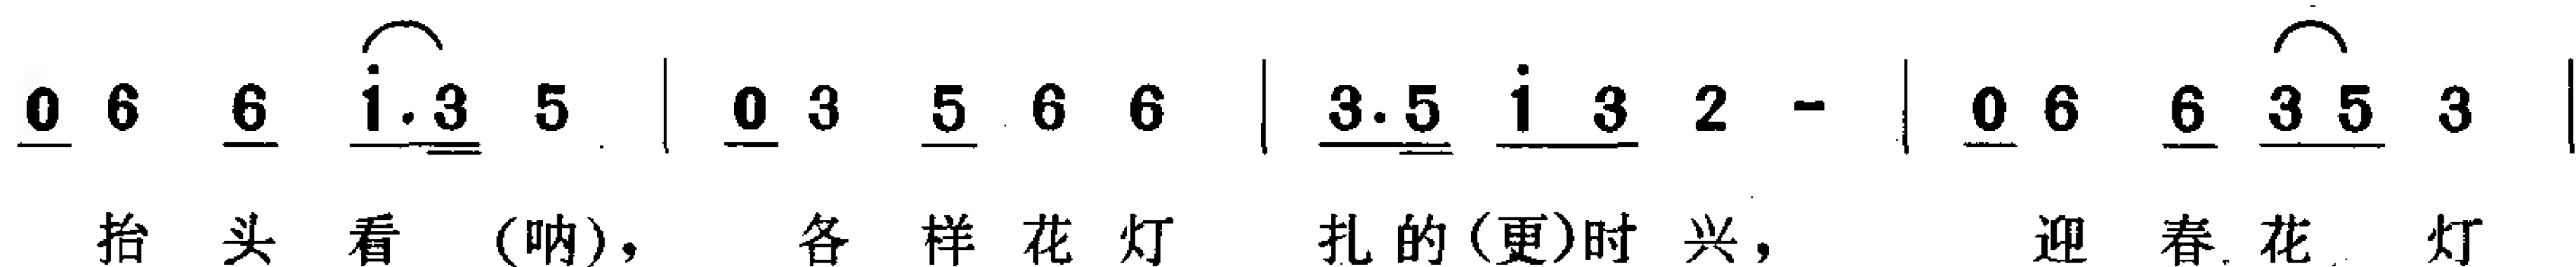 0 6 6 i.3 5 | 0 3 5 6 6 | 3.5 i 3 2 - | 0 6 6 3 5 3 |
抬 头 看 (呐), 各 样 花 灯 扎 的 (更)时 兴, 迎 春 花 灯